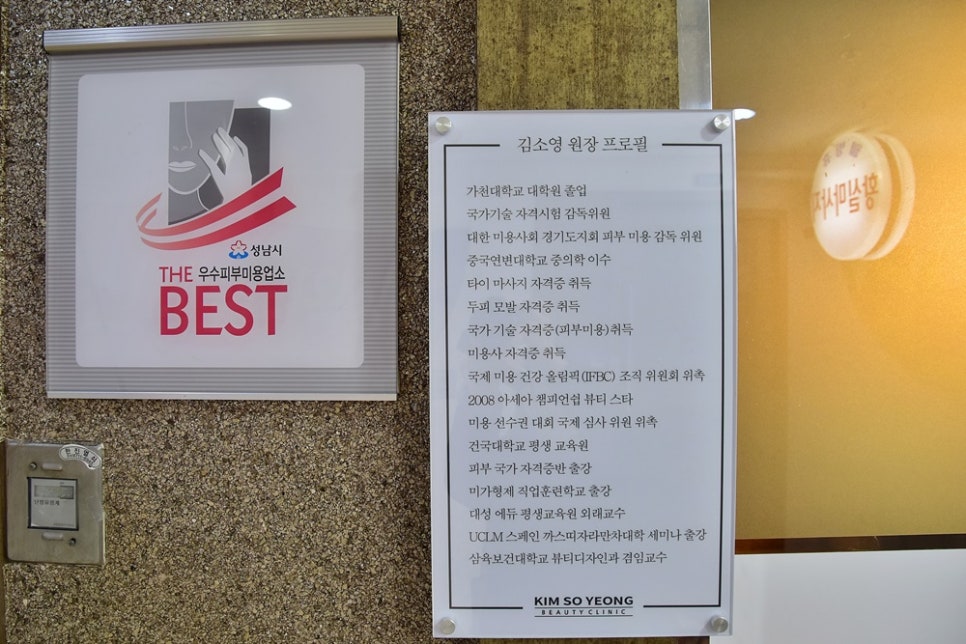 성남시
THE 우수피부미용업소
BEST
김소영 원장 프로필
가천대학교 대학원 졸업
국가기술 자격시험 감독위원
대한 미용사회 경기도지회 피부 미용 감독 위원
중국연변대학교 중의학 이수
타이 마사지 자격증 취득
두피 모발 자격증 취득
국가 기술 자격증(피부미용)취득
미용사 자격증 취득
국제 미용 건강 올림픽(IFBC) 조직 위원회 위촉
2008 아세아 챔피언쉽 뷰티 스타
미용 선수권 대회 국제 심사 위원 위촉
건국대학교 평생 교육원
피부 국가 자격증반 출강
미가형제 직업훈련학교 출강
대성 에듀 평생교육원 외래교수
UCLM 스페인 까스띠자라만차대학 세미나 출강
삼육보건대학교 뷰티디자인과 겸임교수
KIM SO YEONG
BEAUTY CLINIC